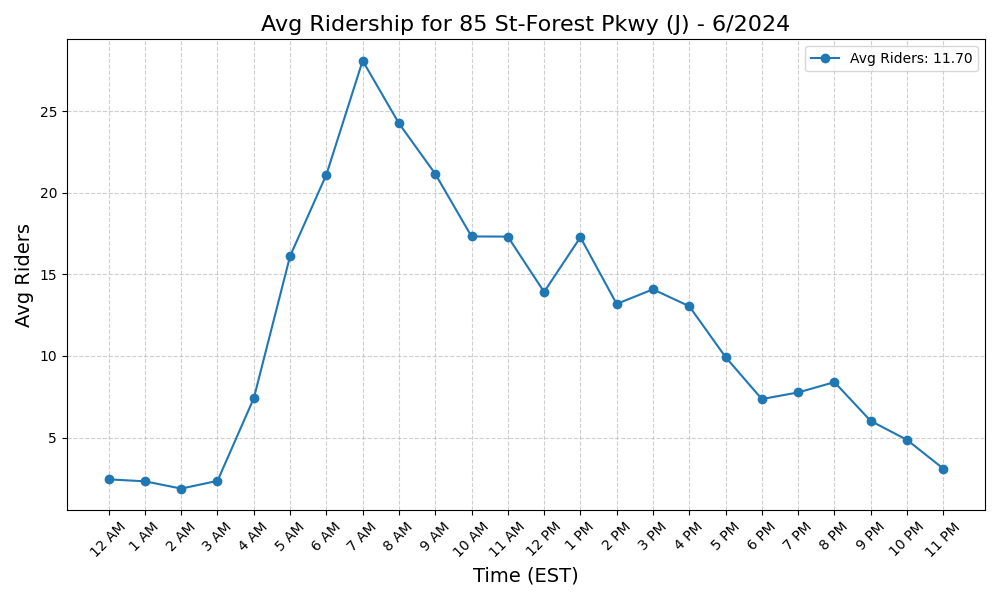 Avg Ridership for 85 St-Forest Pkwy (J) - 6/2024
Avg Riders: 11.70
Avg Riders
25
20
15
10
5
12 AM
1 AM
2 AM
3 AM
4 AM
5 AM
6 AM
7 AM
8 AM
9 AM
10 AM
11 AM
12 PM
1 PM
2 PM
3 PM
4 PM
5 PM
6 PM
7 PM
8 PM
9 PM
10 PM
11 PM
Time (EST)